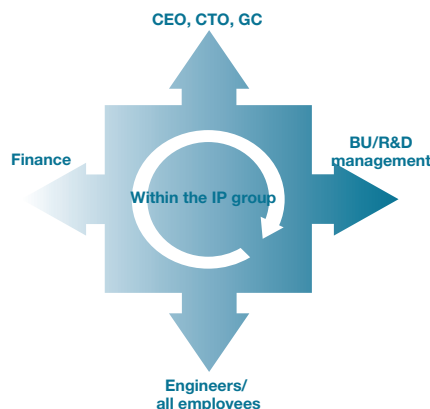 CEO, CTO, GC
Finance
BU/R&D
management
Within the IP group
Engineers/
all employees